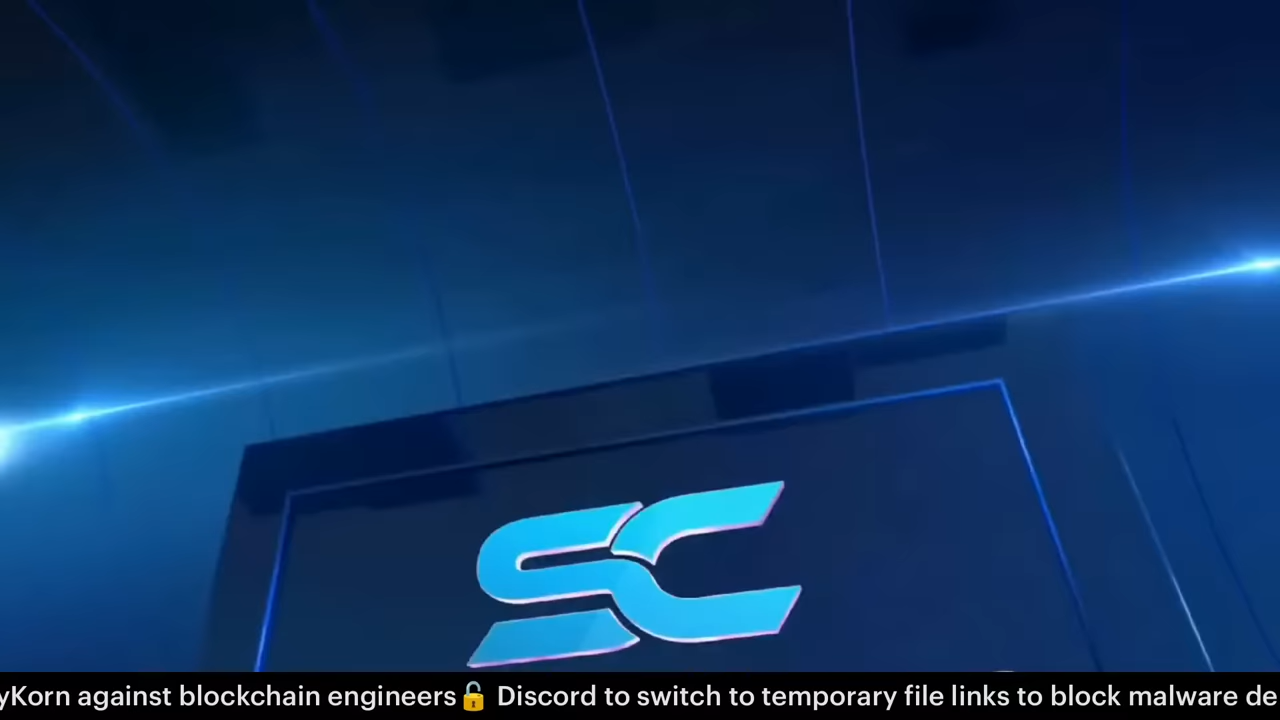 SC
yKorn against blockchain engineers🔓 Discord to switch to temporary file links to block malware de